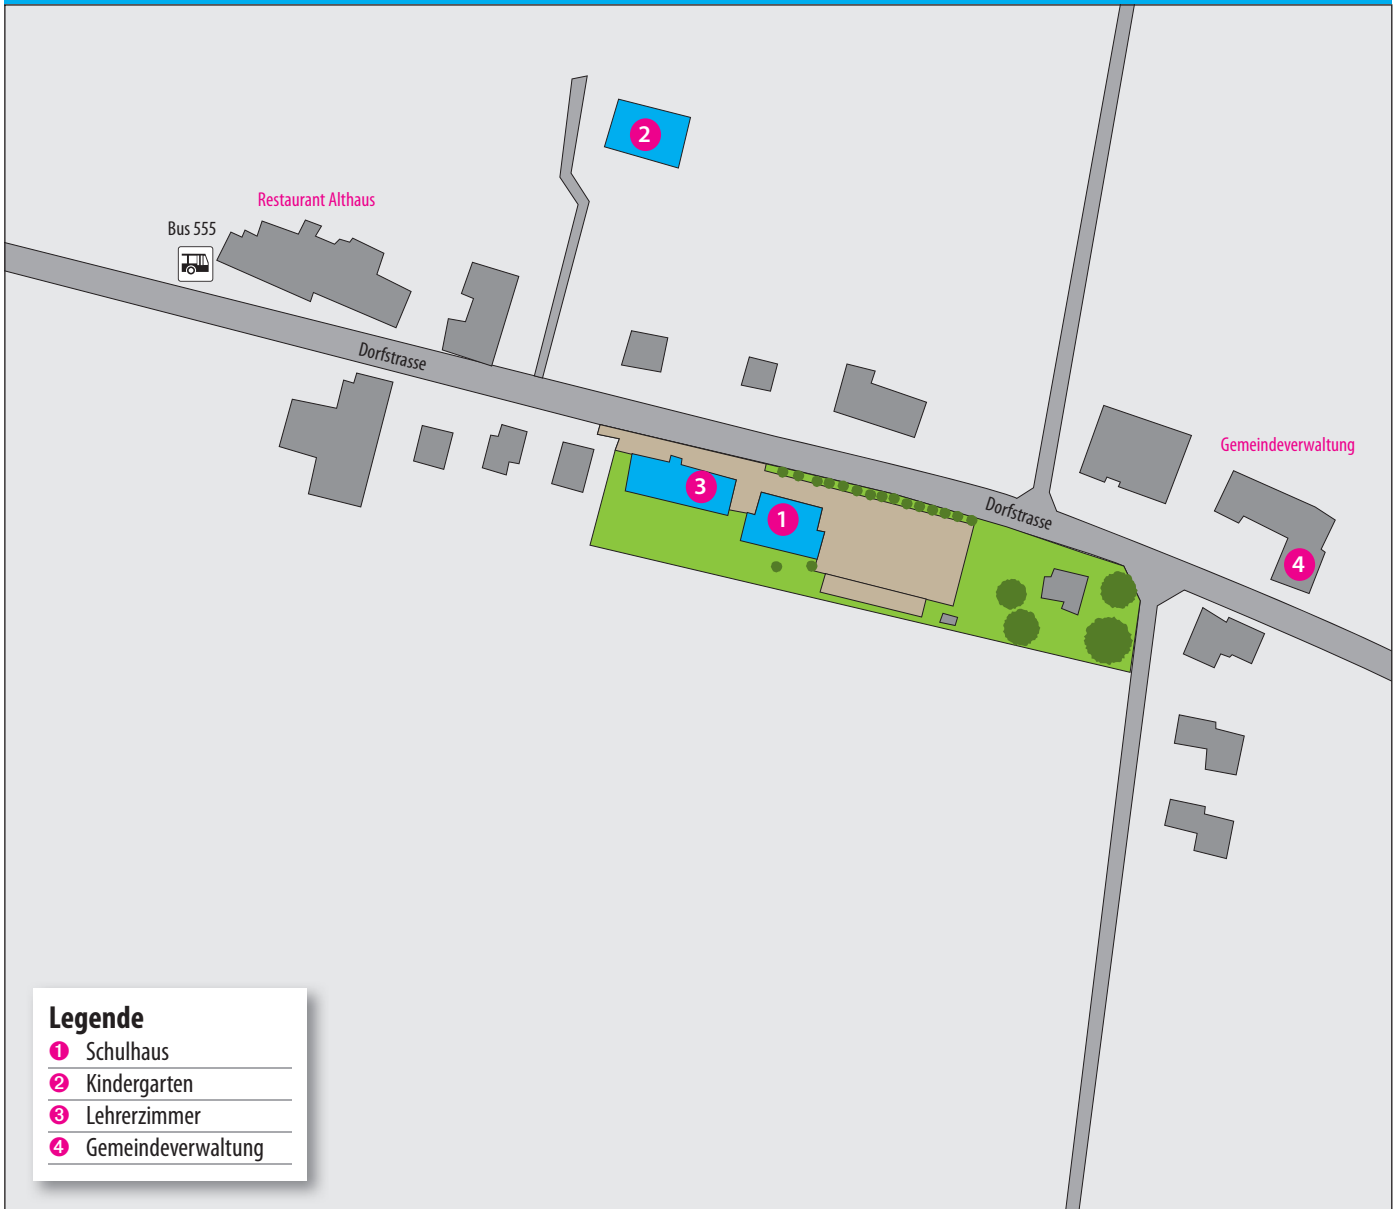 2
Restaurant Althaus
Bus 555
Dorfstrasse
Gemeindeverwaltung
3
Dorfstrasse
1
4
Legende
1 Schulhaus
2 Kindergarten
3 Lehrerzimmer
4 Gemeindeverwaltung